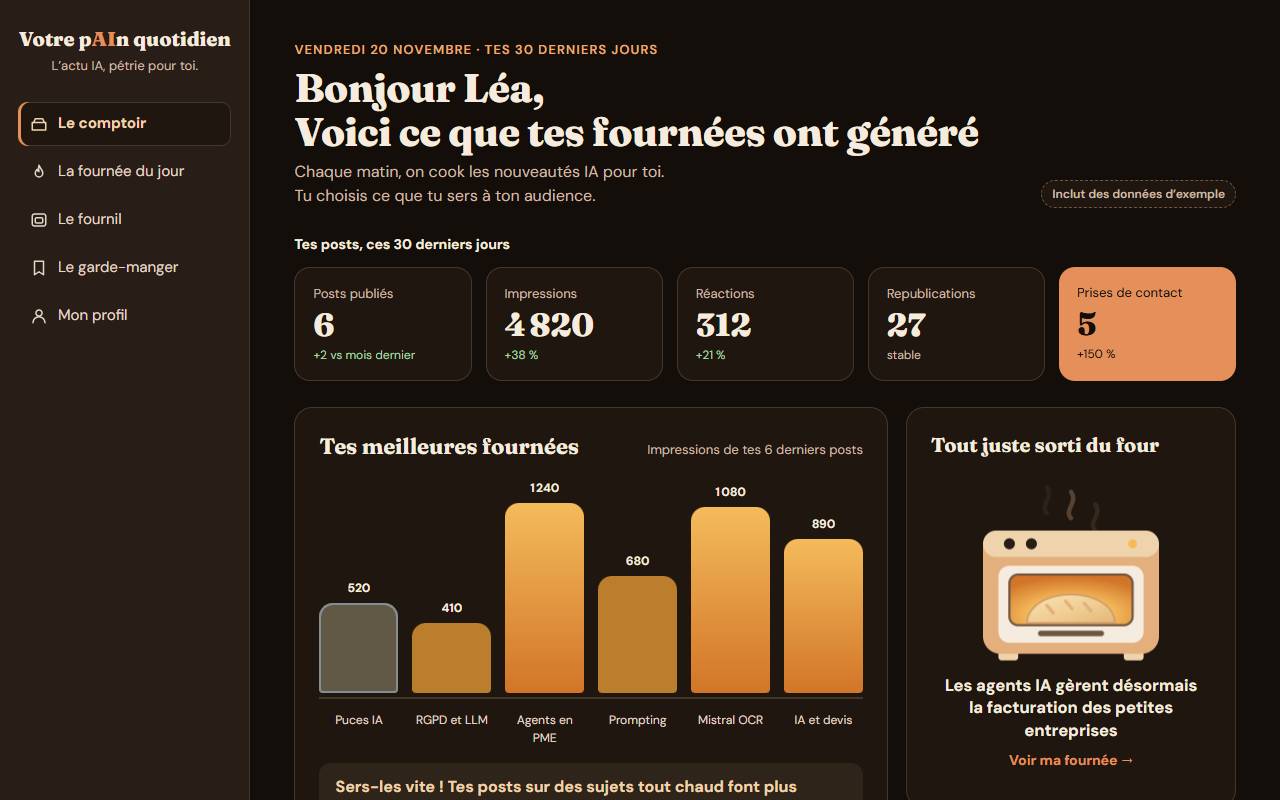 Votre pAIn quotidien
L’actu IA, pétrie pour toi.
Le comptoir
La fournée du jour
Le fournil
Le garde-manger
Mon profil
VENDREDI 20 NOVEMBRE · TES 30 DERNIERS JOURS
Bonjour Léa,
Voici ce que tes fournées ont généré
Chaque matin, on cook les nouveautés IA pour toi.
Tu choisis ce que tu sers à ton audience.
Inclut des données d’exemple
Tes posts, ces 30 derniers jours
Posts publiés
6
+2 vs mois dernier
Impressions
4 820
+38 %
Réactions
312
+21 %
Republications
27
stable
Prises de contact
5
+150 %
Tes meilleures fournées
Impressions de tes 6 derniers posts
520
410
1 240
680
1 080
890
Puces IA
RGPD et LLM
Agents en
PME
Prompting
Mistral OCR
IA et devis
Sers-les vite ! Tes posts sur des sujets tout chaud font plus
Tout juste sorti du four
Les agents IA gèrent désormais
la facturation des petites
entreprises
Voir ma fournée →